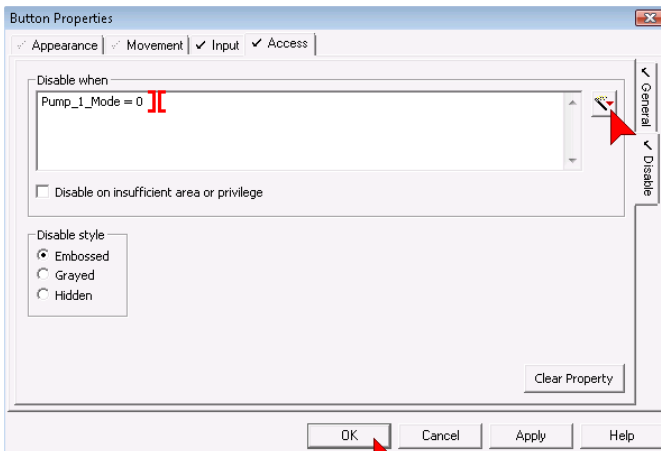 Button Properties
Appearance Movement Input Access
Disable when
Pump_1_Mode = 0
General
Disable
Disable on insufficient area or privilege
Disable style
Embossed
Grayed
Hidden
Clear Property
OK Cancel Apply Help